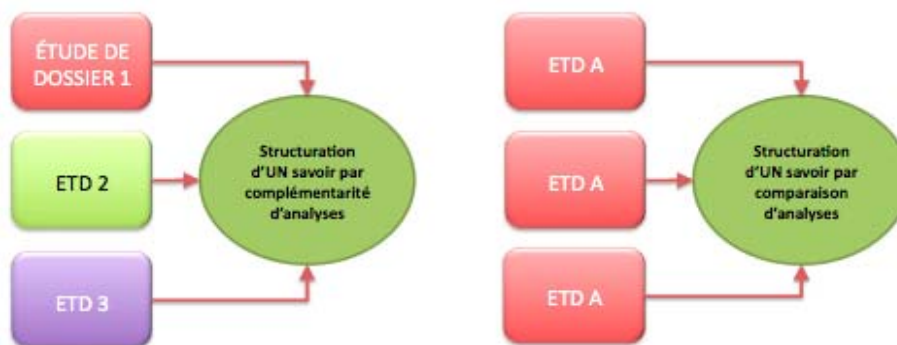 ÉTUDE DE
DOSSIER 1
ETD 2
ETD 3
Structuration
d'UN savoir par
complémentarité
d'analyses
ETD A
ETD A
ETD A
Structuration
d'UN savoir par
comparaison
d'analyses